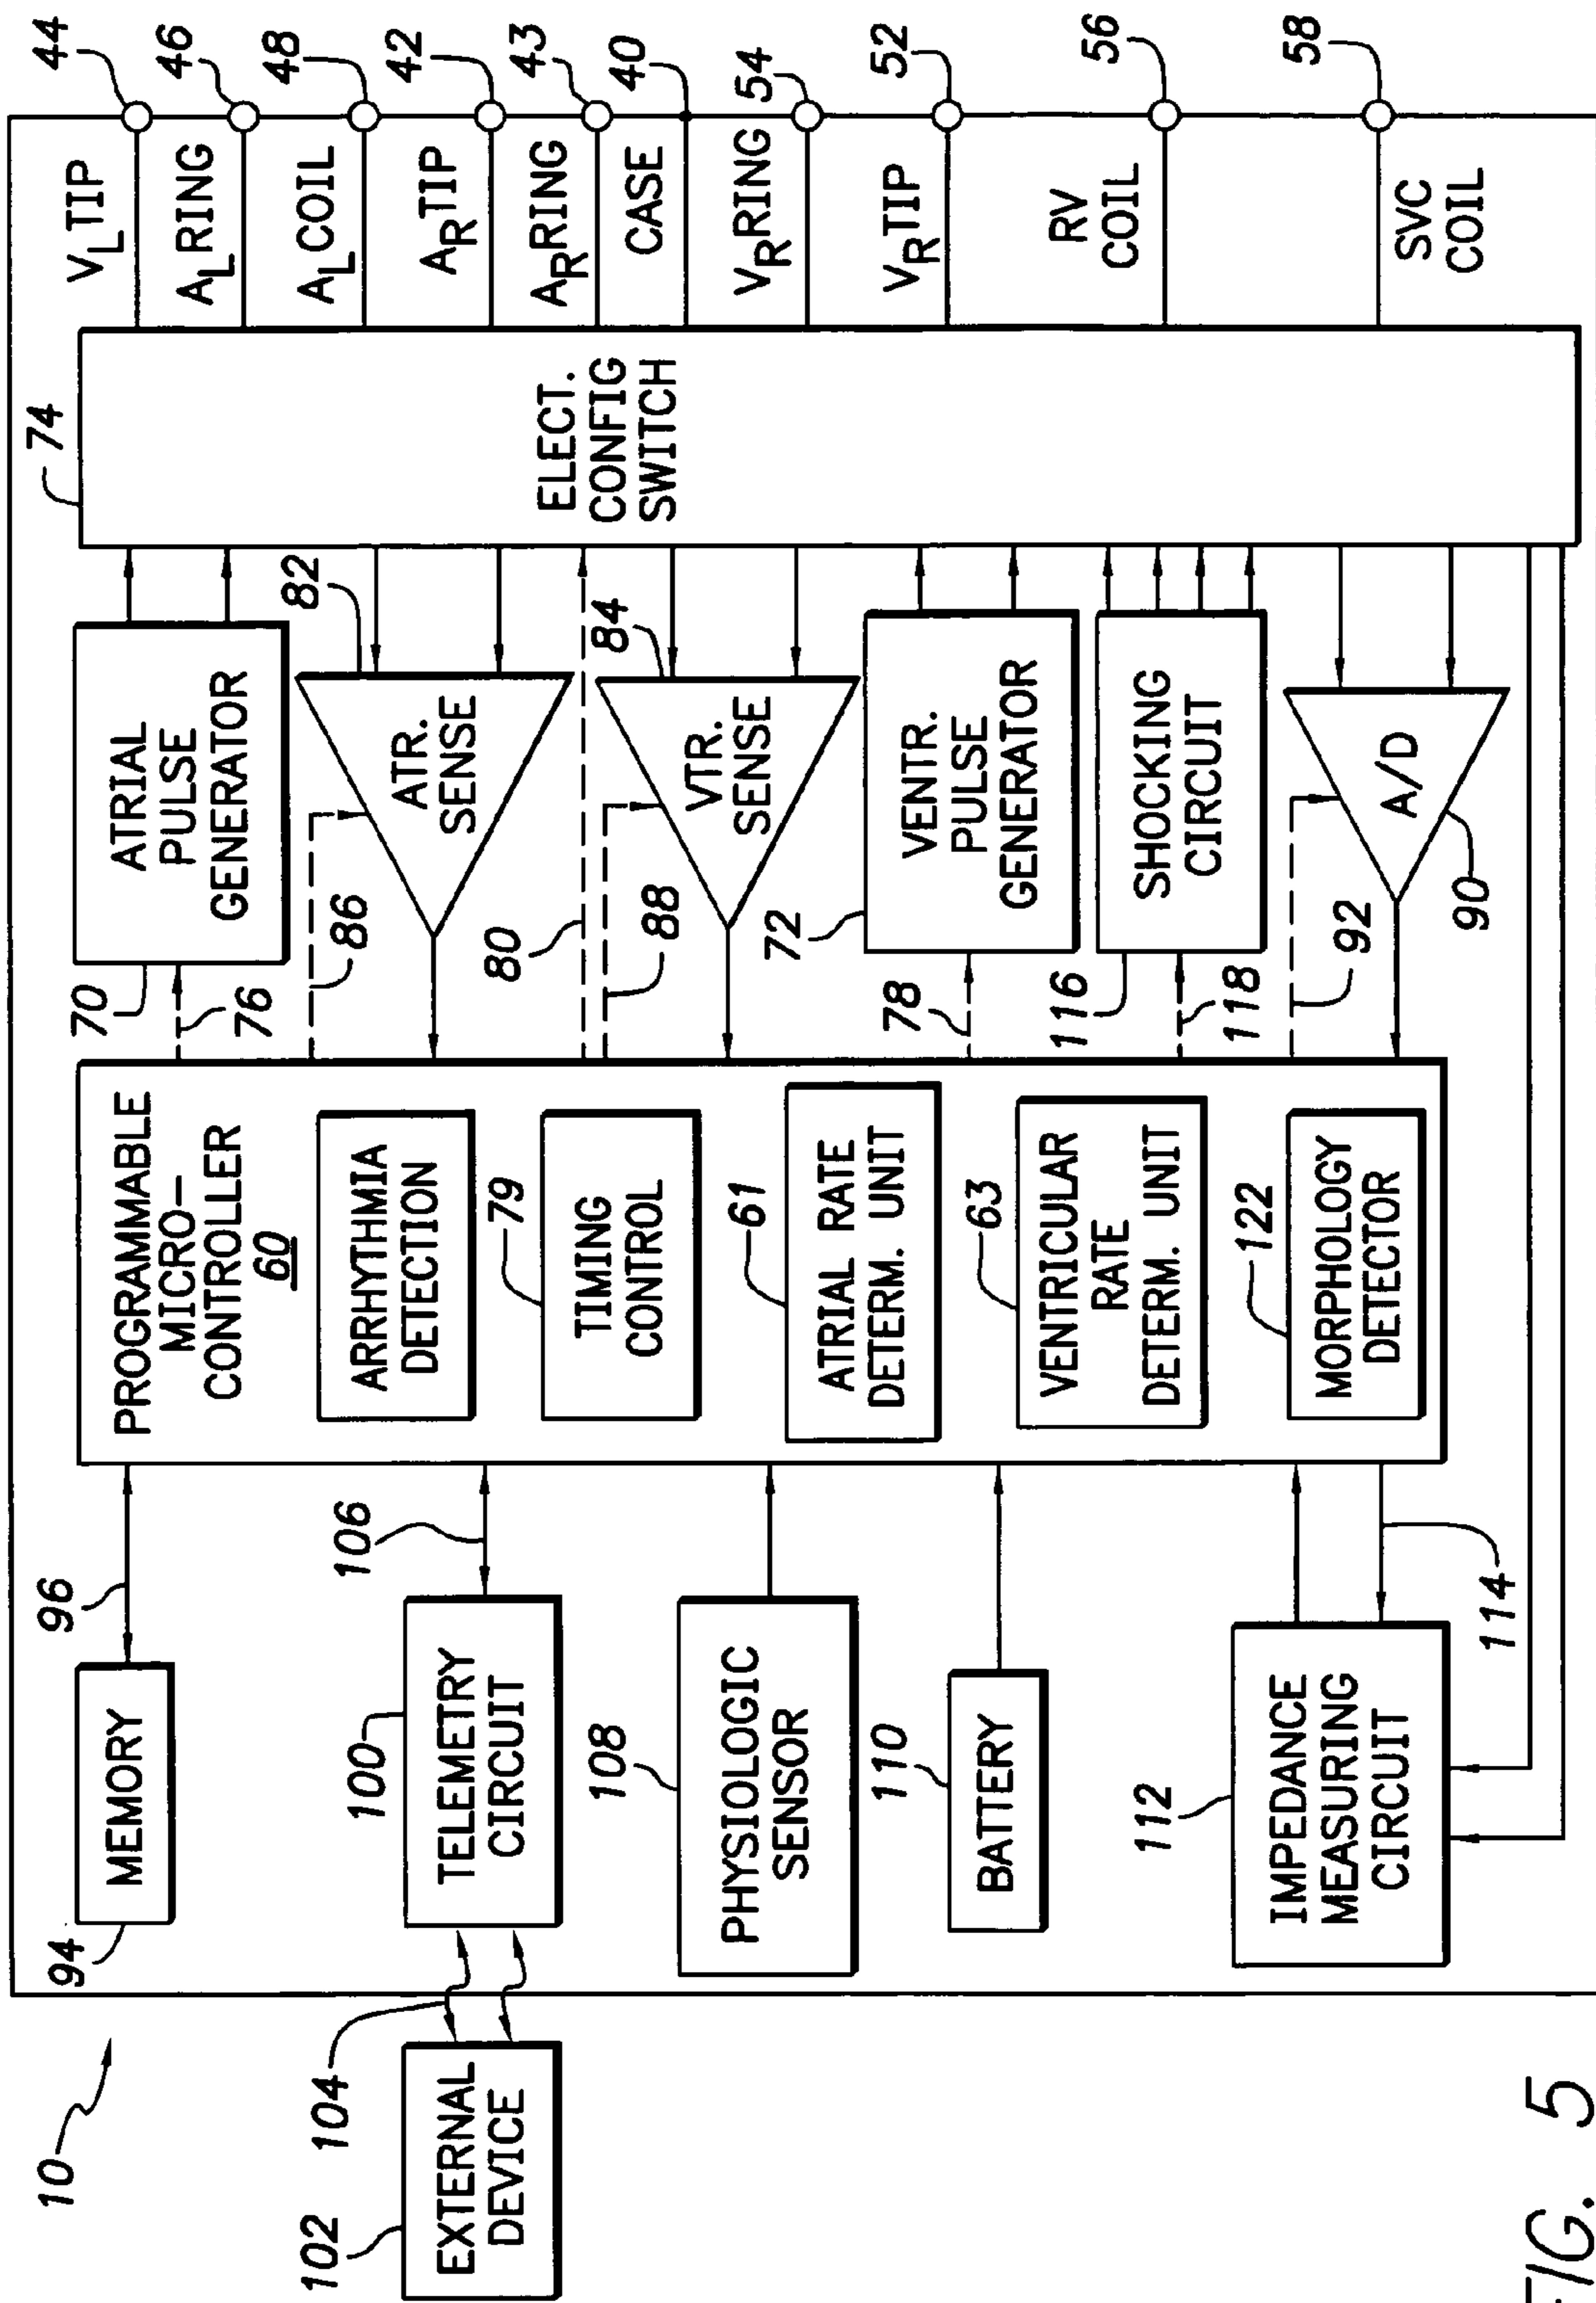 10
102
EXTERNAL
DEVICE
104
94
MEMORY
96
100
TELEMETRY
CIRCUIT
106
108
PHYSIOLOGIC
SENSOR
110
BATTERY
112
IMPEDANCE
MEASURING
CIRCUIT
114
PROGRAMMABLE
MICRO-
CONTROLLER
60
ARRHYTHMIA
DETECTION
79
TIMING
CONTROL
61
ATRIAL RATE
DETERM. UNIT
63
VENTRICULAR
RATE
DETERM. UNIT
122
MORPHOLOGY
DETECTOR
70
ATRIAL
PULSE
GENERATOR
76
86
82
ATR.
SENSE
80
84
88
VTR.
SENSE
72
VENTR.
PULSE
GENERATOR
78
116
SHOCKING
CIRCUIT
118
92
A/D
90
74
ELECT.
CONFIG
SWITCH
VLTIP
44
ALRING
46
ALCOIL
48
ARTIP
42
ARRING
43
CASE
40
VRRING
54
VRTIP
52
RV
COIL
56
SVC
COIL
58
FIG. 5